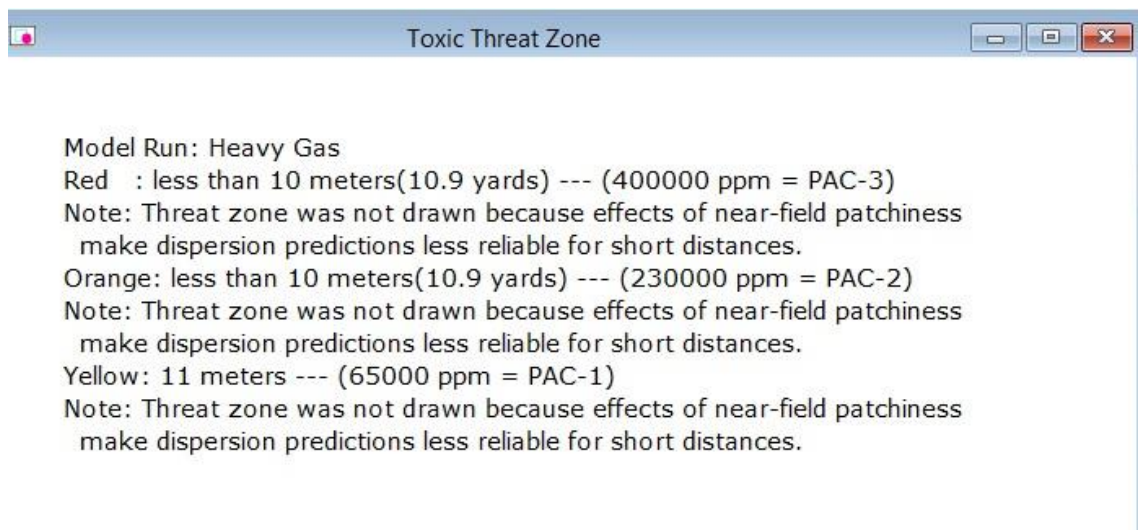 Toxic Threat Zone
Model Run: Heavy Gas
Red   : less than 10 meters(10.9 yards) --- (400000 ppm = PAC-3)
Note: Threat zone was not drawn because effects of near-field patchiness
make dispersion predictions less reliable for short distances.
Orange: less than 10 meters(10.9 yards) --- (230000 ppm = PAC-2)
Note: Threat zone was not drawn because effects of near-field patchiness
make dispersion predictions less reliable for short distances.
Yellow: 11 meters --- (65000 ppm = PAC-1)
Note: Threat zone was not drawn because effects of near-field patchiness
make dispersion predictions less reliable for short distances.